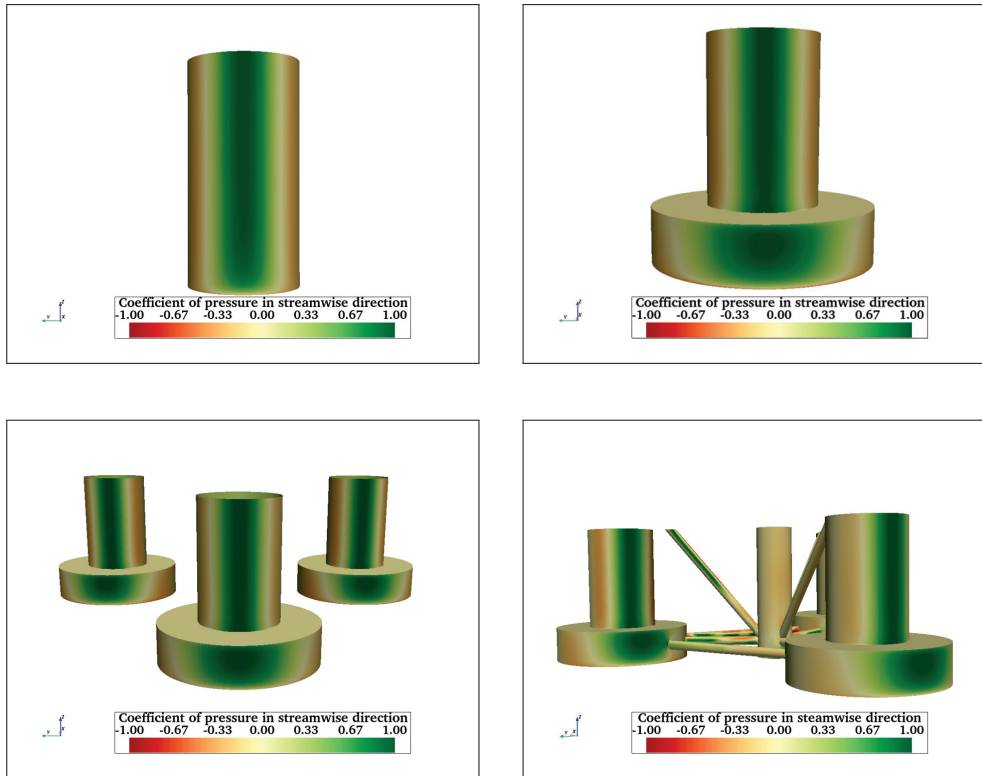 Coefficient of pressure in streamwise direction
-1.00 -0.67 -0.33 0.00 0.33 0.67 1.00
z
Y X
Coefficient of pressure in streamwise direction
-1.00 -0.67 -0.33 0.00 0.33 0.67 1.00
z
Y X
Coefficient of pressure in streamwise direction
-1.00 -0.67 -0.33 0.00 0.33 0.67 1.00
z
Y X
Coefficient of pressure in steamwise direction
-1.00 -0.67 -0.33 0.00 0.33 0.67 1.00
z
Y X